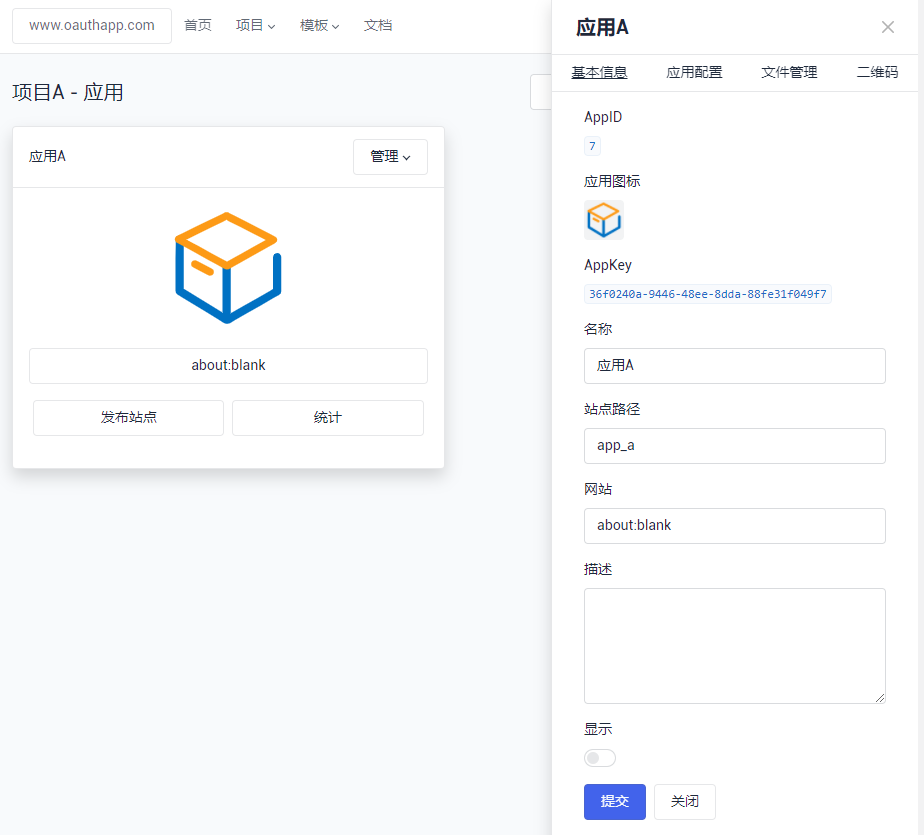 www.oauthapp.com 首页 项目 模板 文档
项目A - 应用
应用A 管理
about:blank
发布站点 统计
应用A
基本信息 应用配置 文件管理 二维码
AppID
7
应用图标
AppKey
36f0240a-9446-48ee-8dda-88fe31f049f7
名称
应用A
站点路径
app_a
网站
about:blank
描述
显示
提交 关闭